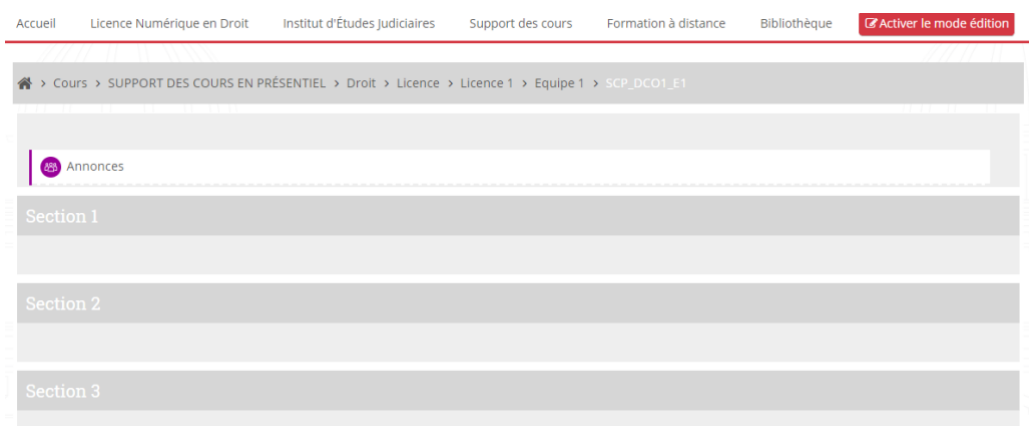 Accueil Licence Numérique en Droit Institut d'Études Judiciaires Support des cours Formation à distance Bibliothèque Activer le mode édition
> Cours > SUPPORT DES COURS EN PRÉSENTIEL > Droit > Licence > Licence 1 > Equipe 1 > SCP_DCO1_E1
Annonces
Section 1
Section 2
Section 3